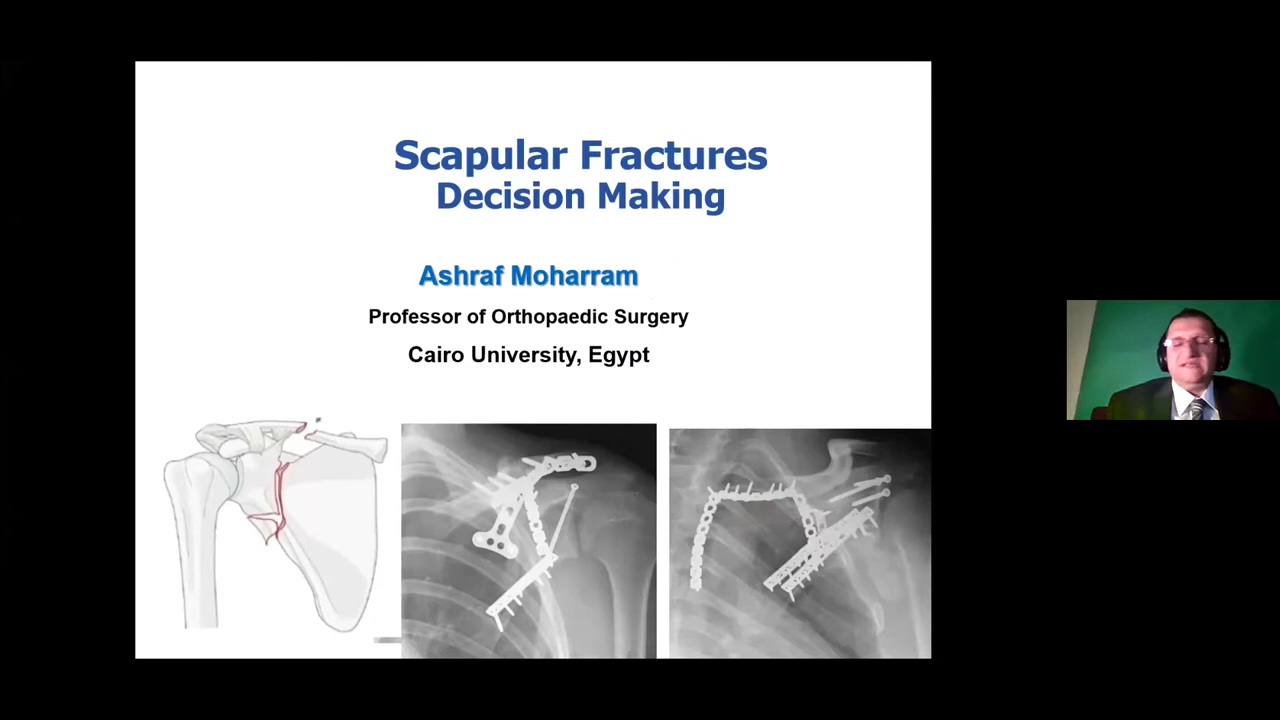 Scapular Fractures
Decision Making
Ashraf Moharram
Professor of Orthopaedic Surgery
Cairo University, Egypt